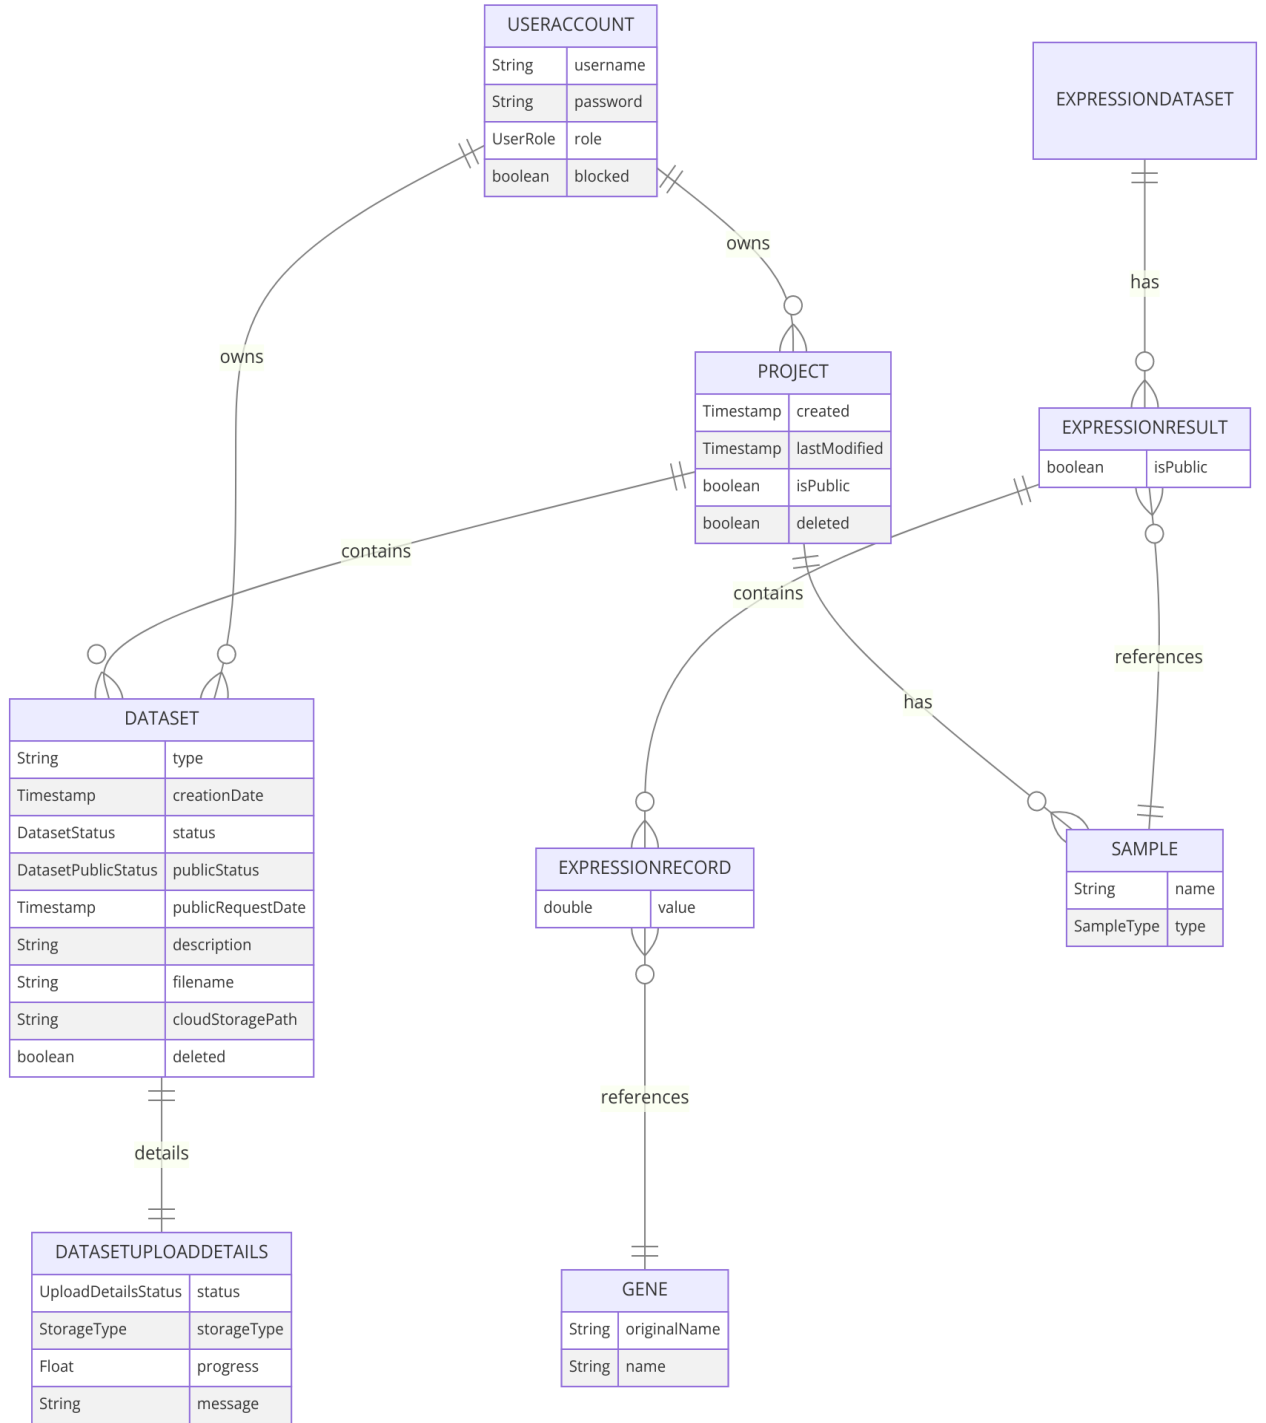 USERACCOUNT
String username
String password
UserRole role
boolean blocked
EXPRESSIONDATASET
owns
has
owns
PROJECT
Timestamp created
Timestamp lastModified
boolean isPublic
boolean deleted
EXPRESSIONRESULT
boolean isPublic
contains
contains
references
has
DATASET
String type
Timestamp creationDate
DatasetStatus status
DatasetPublicStatus publicStatus
Timestamp publicRequestDate
String description
String filename
String cloudStoragePath
boolean deleted
EXPRESSIONRECORD
double value
SAMPLE
String name
SampleType type
references
details
DATASETUPLOADDETAILS
UploadDetailsStatus status
StorageType storageType
Float progress
String message
GENE
String originalName
String name